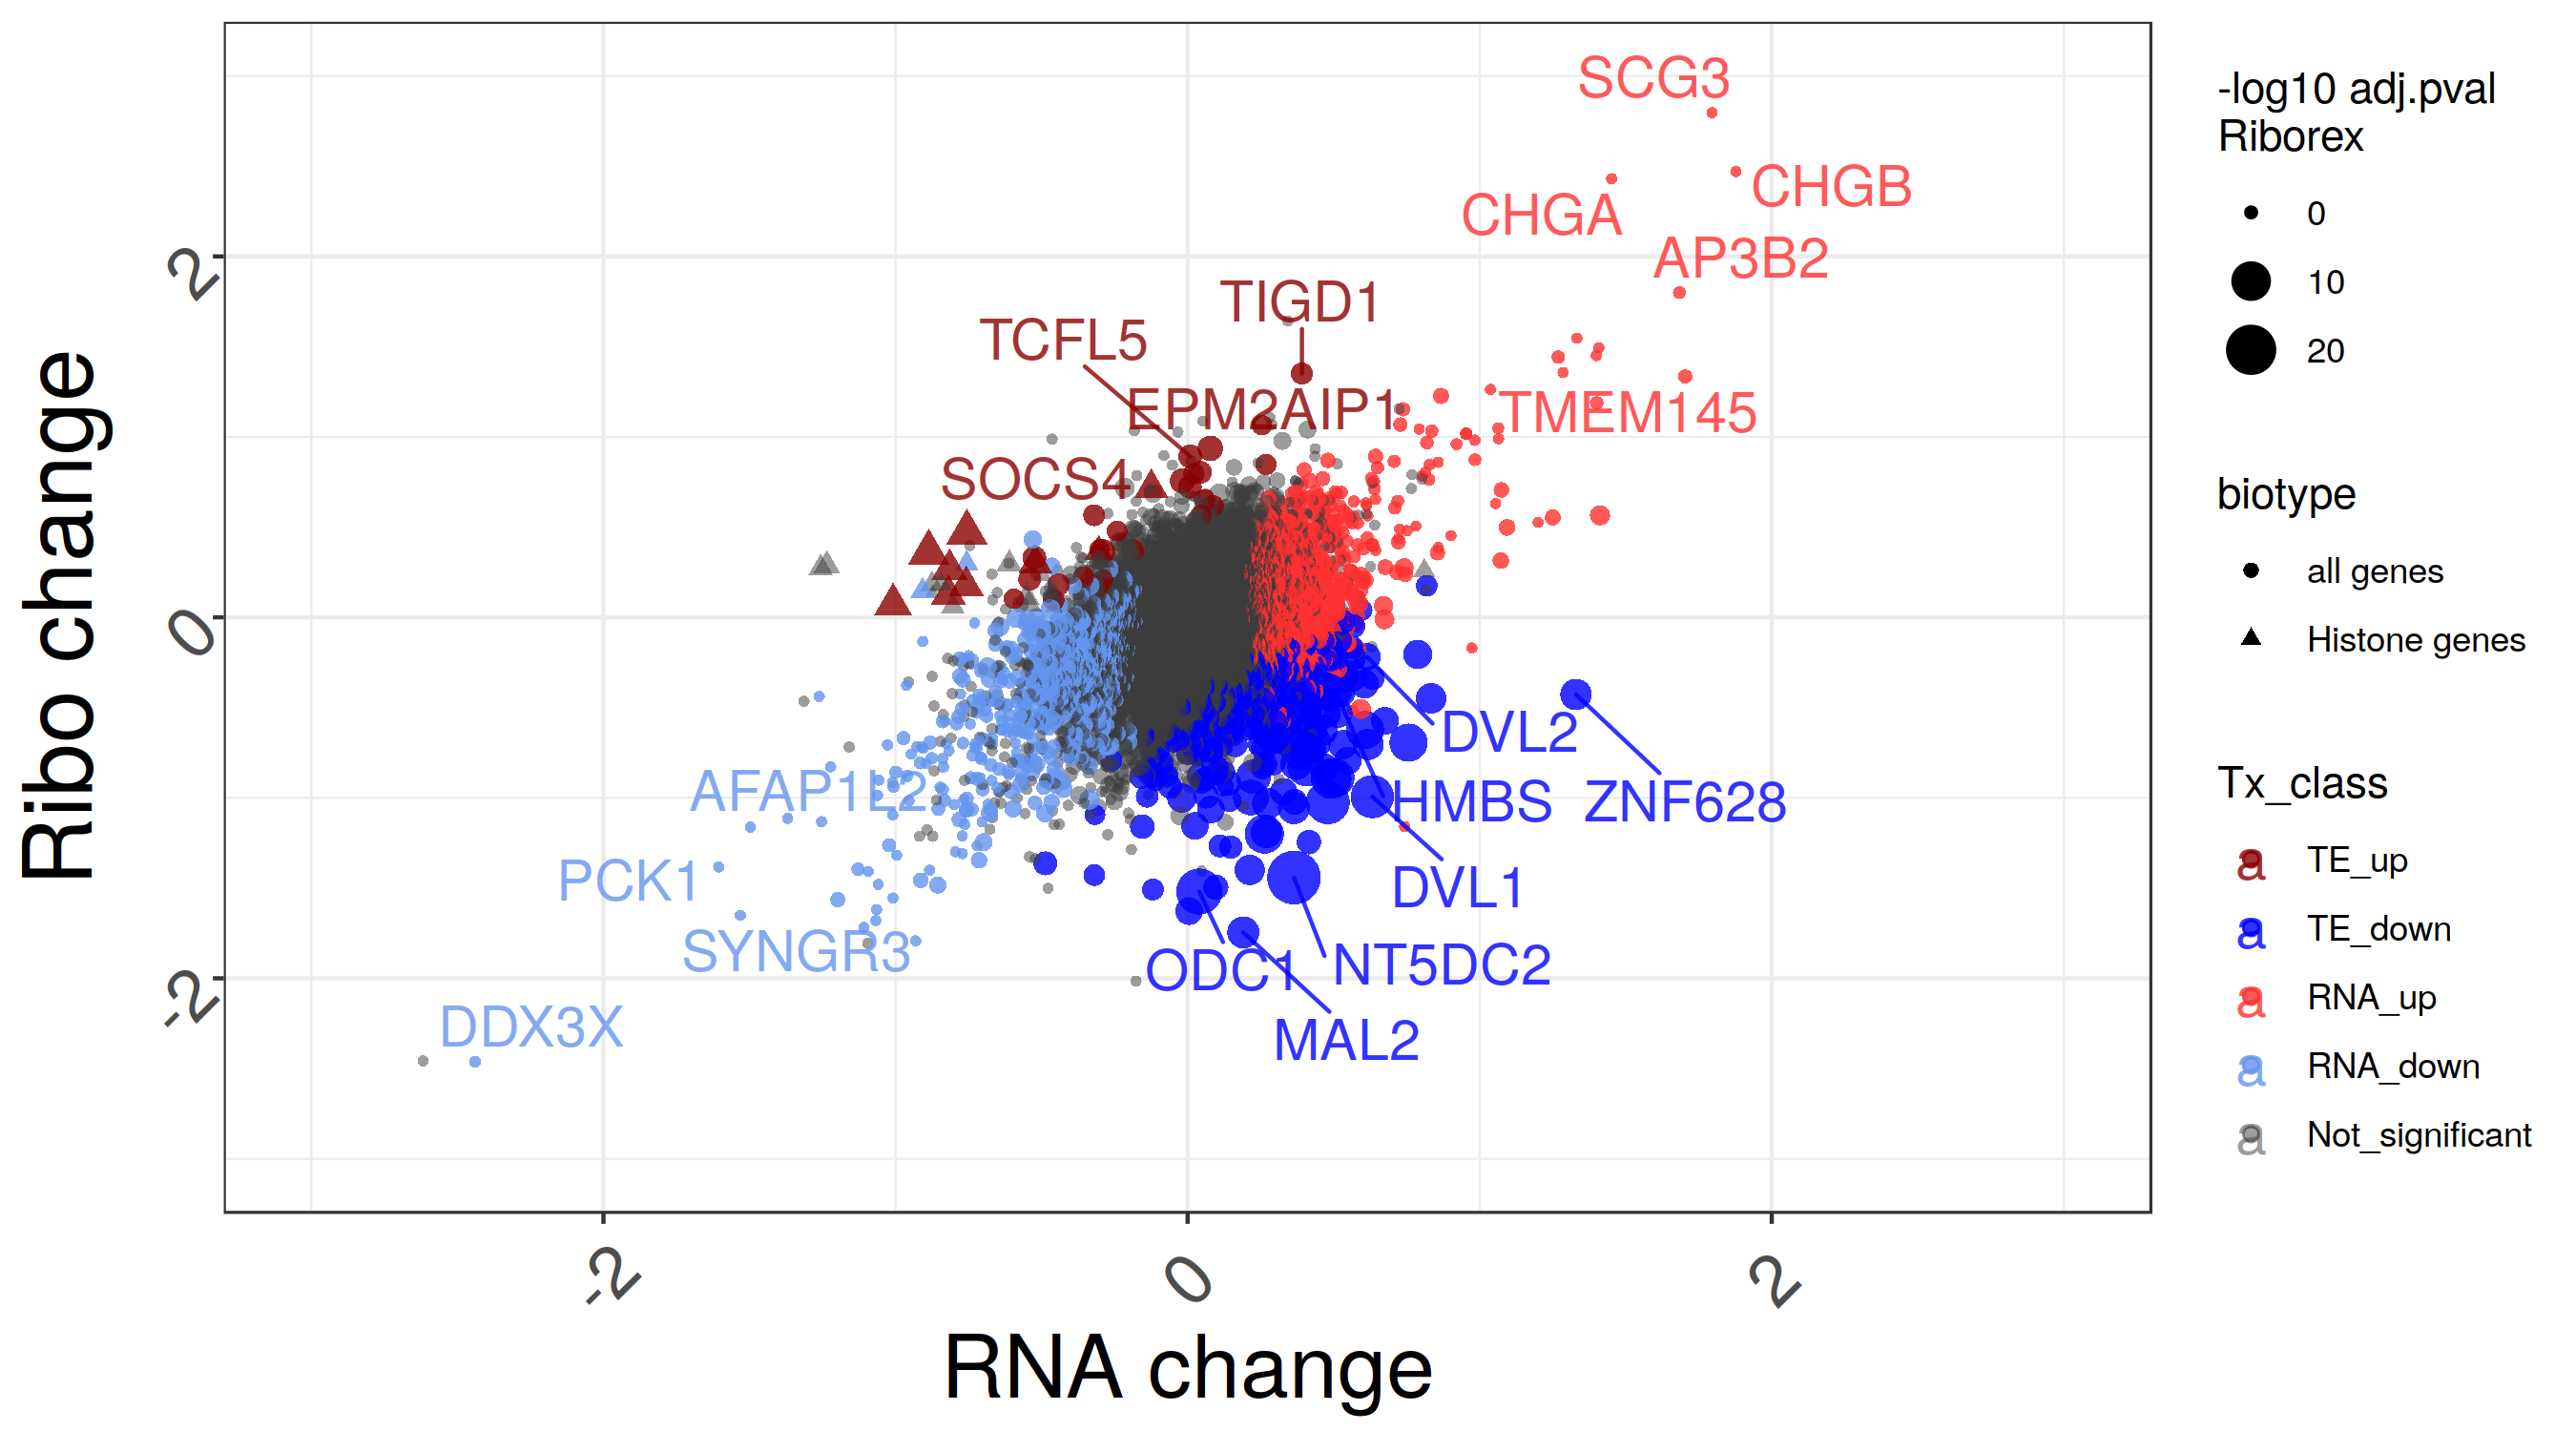 SCG3
CHGB
CHGA
AP3B2
TIGD1
TCFL5
EPM2AIP1
TMEM145
SOCS4
DVL2
AFAP1L2
HMBS
ZNF628
PCK1
DVL1
SYNGR3
ODC1
NT5DC2
DDX3X
MAL2
2
0
-2
Ribo change
-2
0
2
RNA change
-log10 adj.pval
Riborex
0
10
20
biotype
all genes
Histone genes
Tx_class
a TE_up
a TE_down
a RNA_up
a RNA_down
a Not_significant